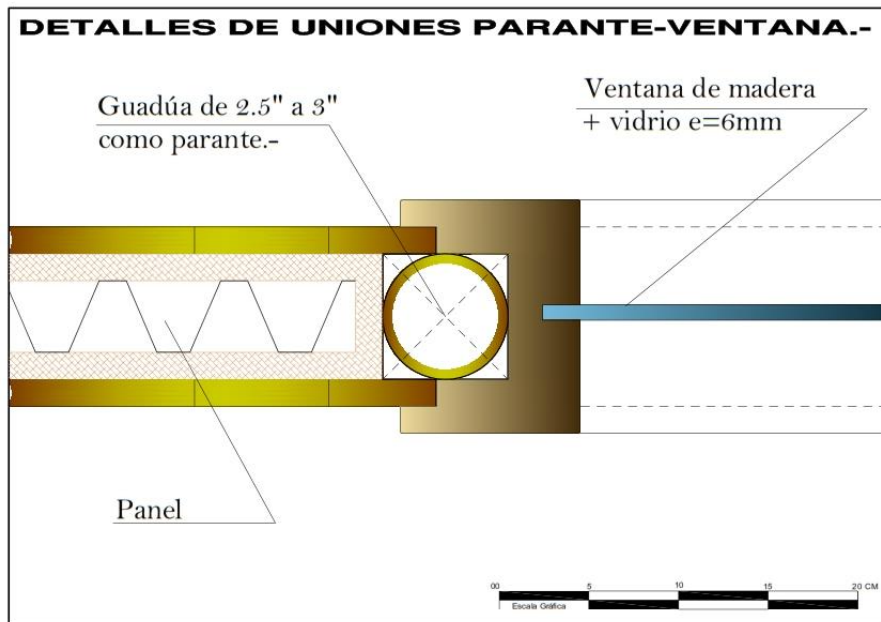 DETALLES DE UNIONES PARANTE-VENTANA.-
Guadúa de 2.5" a 3"
como parante.-
Ventana de madera
+ vidrio e=6mm
Panel
00 5 10 15 20 CM
Escala Gráfica